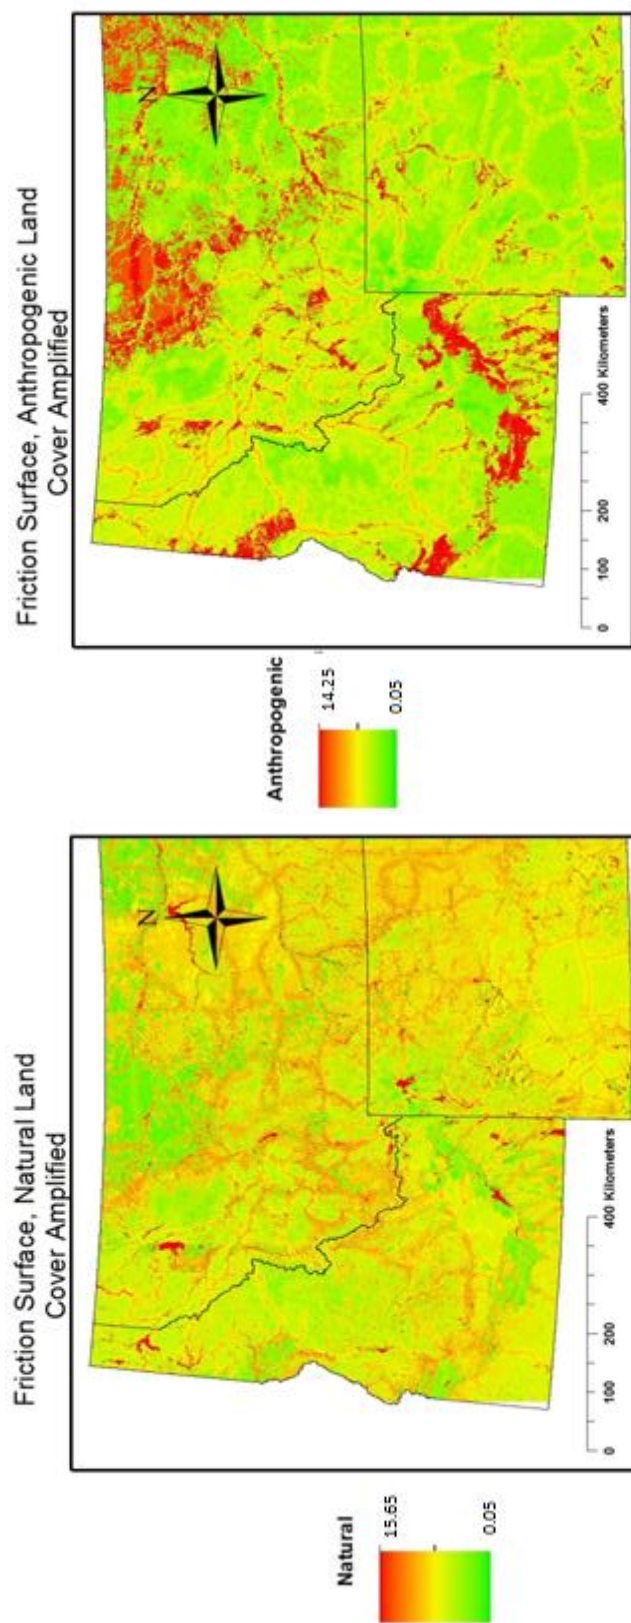 Friction Surface, Natural Land
Cover Amplified
N
Natural
15.65
0.05
0 100 200 400 Kilometers
Friction Surface, Anthropogenic Land
Cover Amplified
N
Anthropogenic
14.25
0.05
0 100 200 400 Kilometers